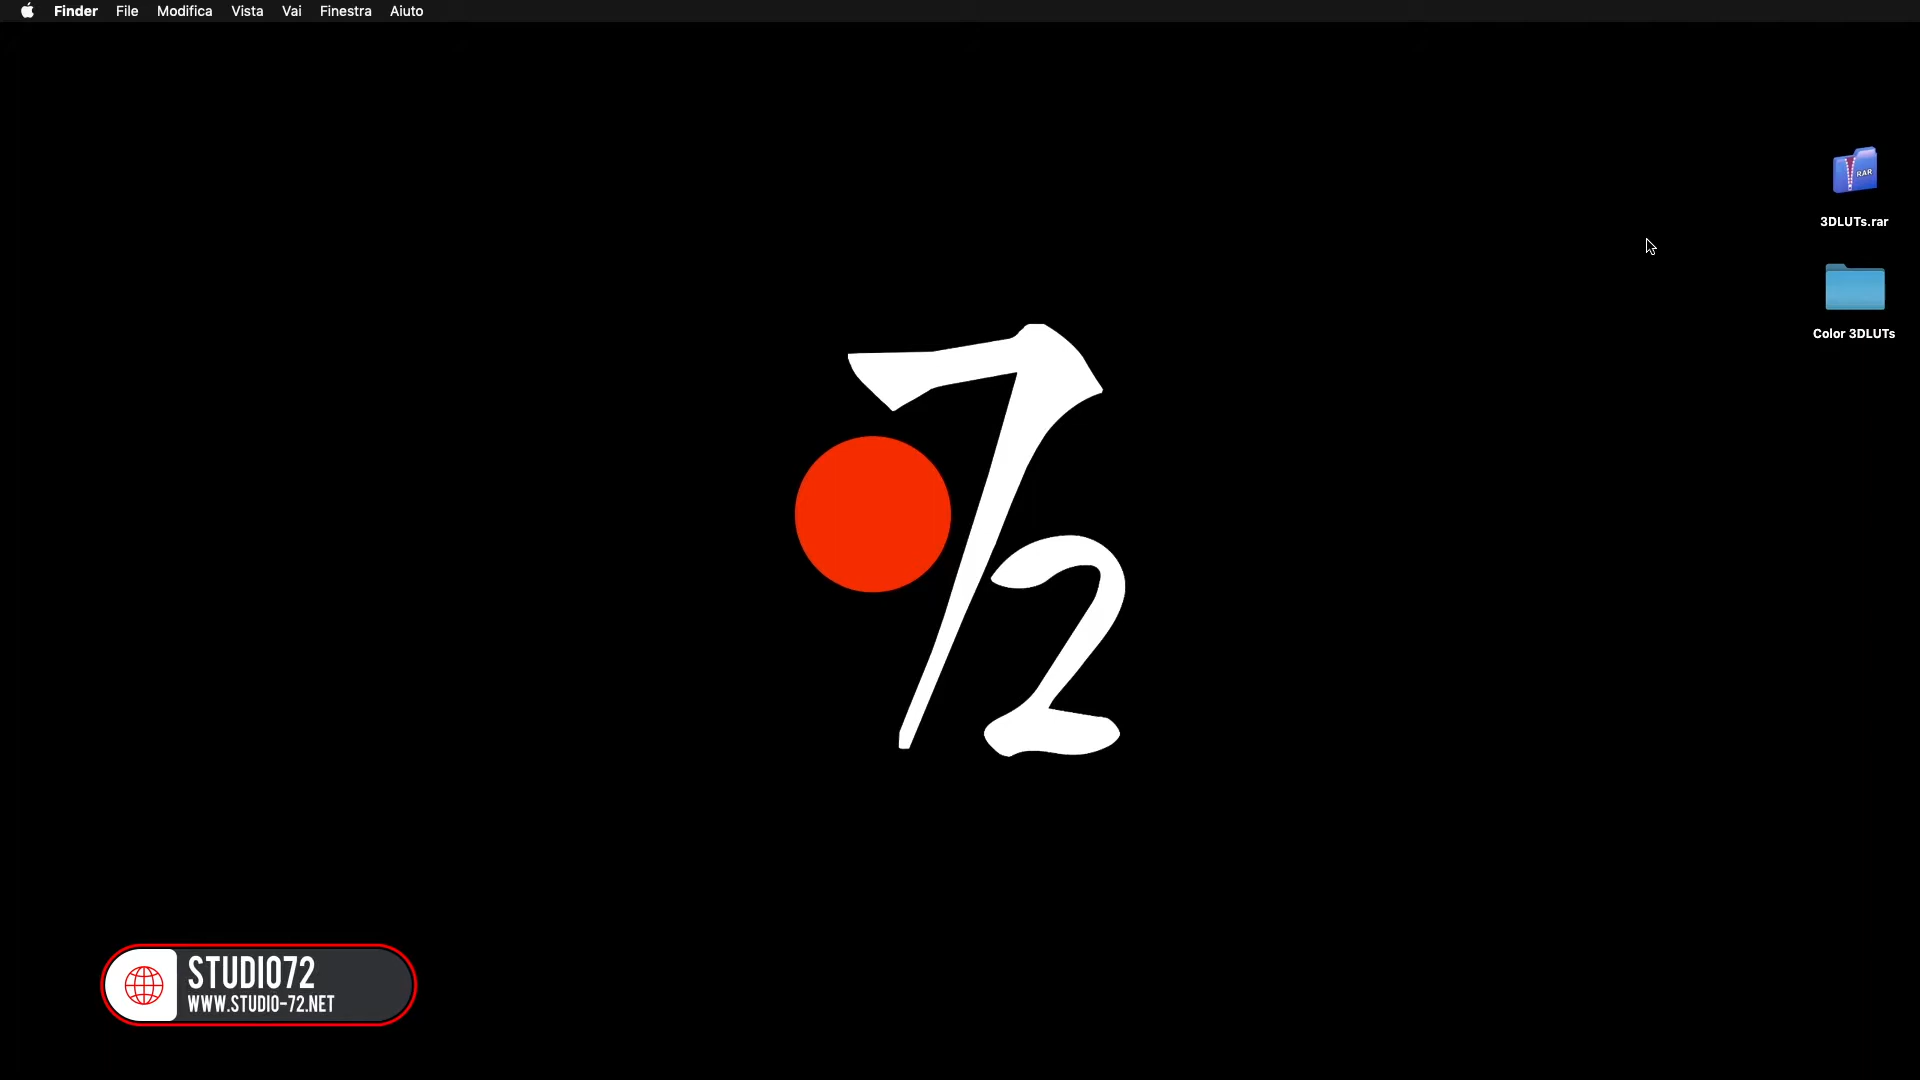 Finder File Modifica Vista Vai Finestra Aiuto
RAR
3DLUTs.rar
Color 3DLUTs
72
STUDIO72
WWW.STUDIO-72.NET